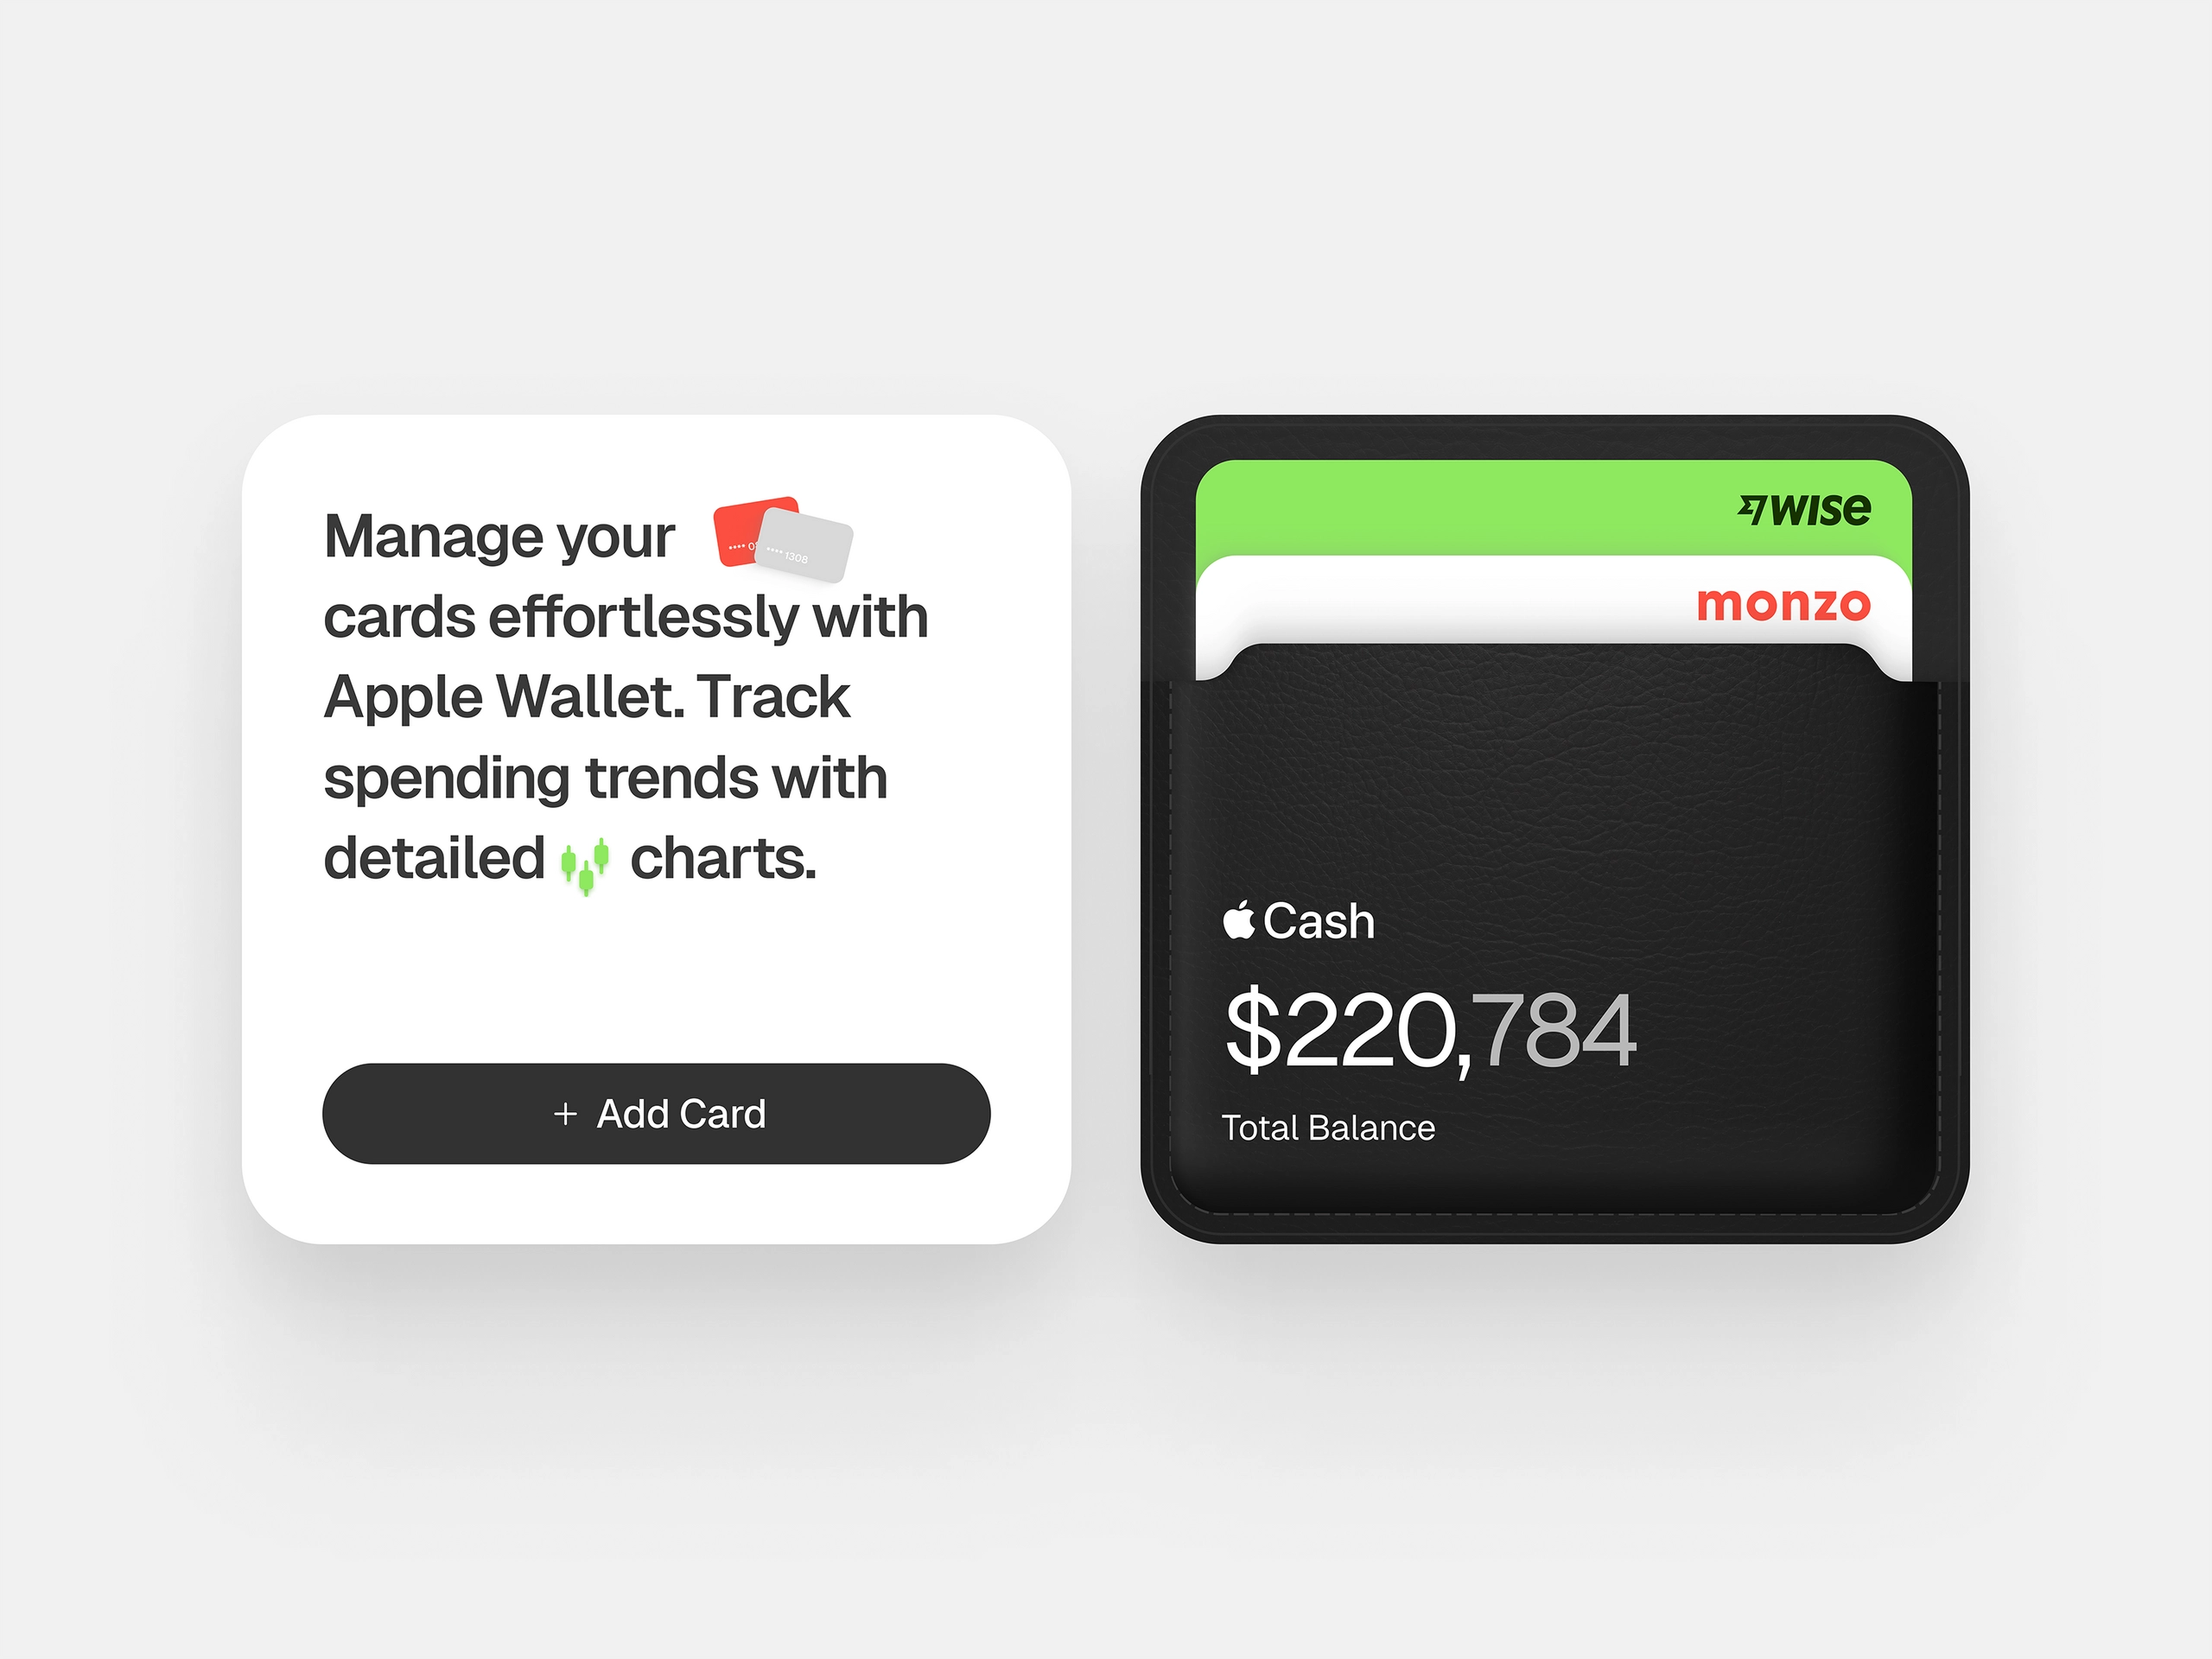 Manage your
•••• 0
•••• 1308
cards effortlessly with
Apple Wallet. Track
spending trends with
detailed charts.
+ Add Card
wise
monzo
Cash
$220,784
Total Balance